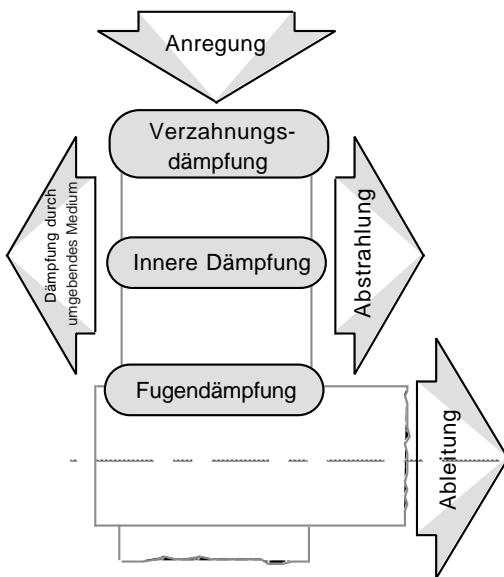 Anregung
Verzahnungs-
dämpfung
Dämpfung durch
umgebendes Medium
Innere Dämpfung
Abstrahlung
Fugendämpfung
Ableitung